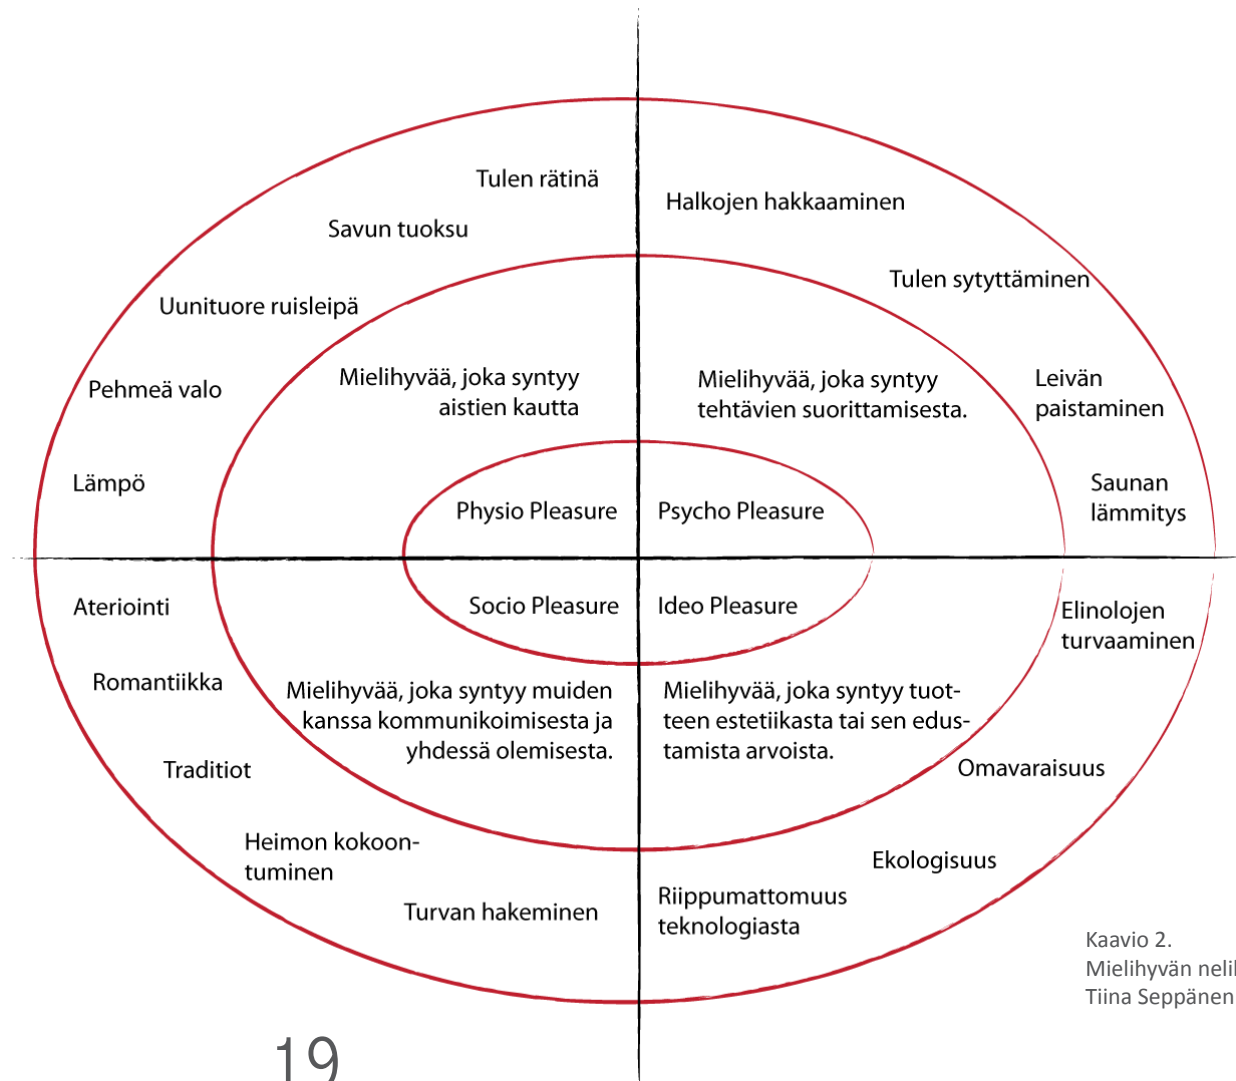 Tulen rätinä
Savun tuoksu
Uunituore ruisleipä
Pehmeä valo
Lämpö
Mielihyvää, joka syntyy
aistien kautta
Physio Pleasure
Halkojen hakkaaminen
Tulen sytyttäminen
Leivän
paistaminen
Saunan
lämmitys
Mielihyvää, joka syntyy
tehtävien suorittamisesta.
Psycho Pleasure
Socio Pleasure
Mielihyvää, joka syntyy muiden
kanssa kommunikoimisesta ja
yhdessä olemisesta.
Ateriointi
Romantiikka
Traditiot
Heimon kokoon-
tuminen
Turvan hakeminen
Ideo Pleasure
Mielihyvää, joka syntyy tuot-
teen estetiikasta tai sen edus-
tamista arvoista.
Elinolojen
turvaaminen
Omavaraisuus
Ekologisuus
Riippumattomuus
teknologiasta
Kaavio 2.
Mielihyvän
Tiina Seppänen
19